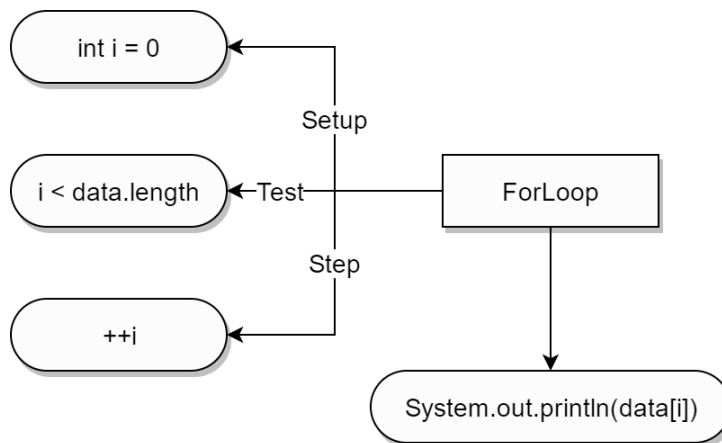 int i = 0
Setup
i < data.length
Test
ForLoop
Step
++i
System.out.println(data[i])